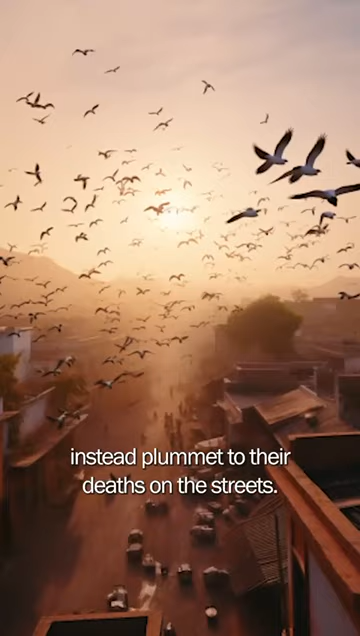 instead plummet to their
deaths on the streets.